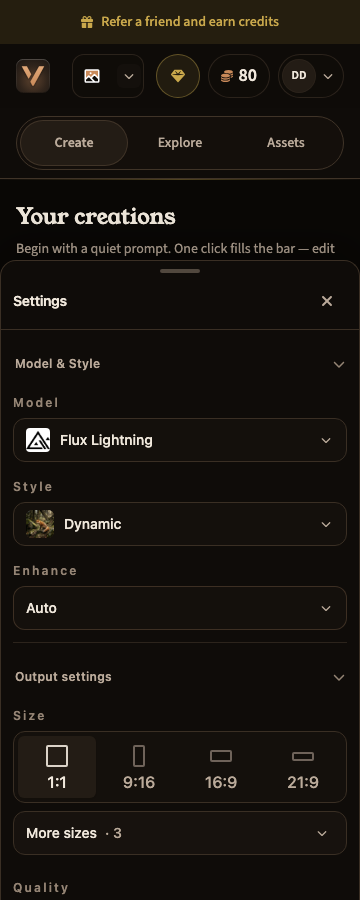 Refer a friend and earn credits
80
DD
Create
Explore
Assets
Your creations
Begin with a quiet prompt. One click fills the bar — edit
Settings
Model & Style
Model
Flux Lightning
Style
Dynamic
Enhance
Auto
Output settings
Size
1:1
9:16
16:9
21:9
More sizes · 3
Quality